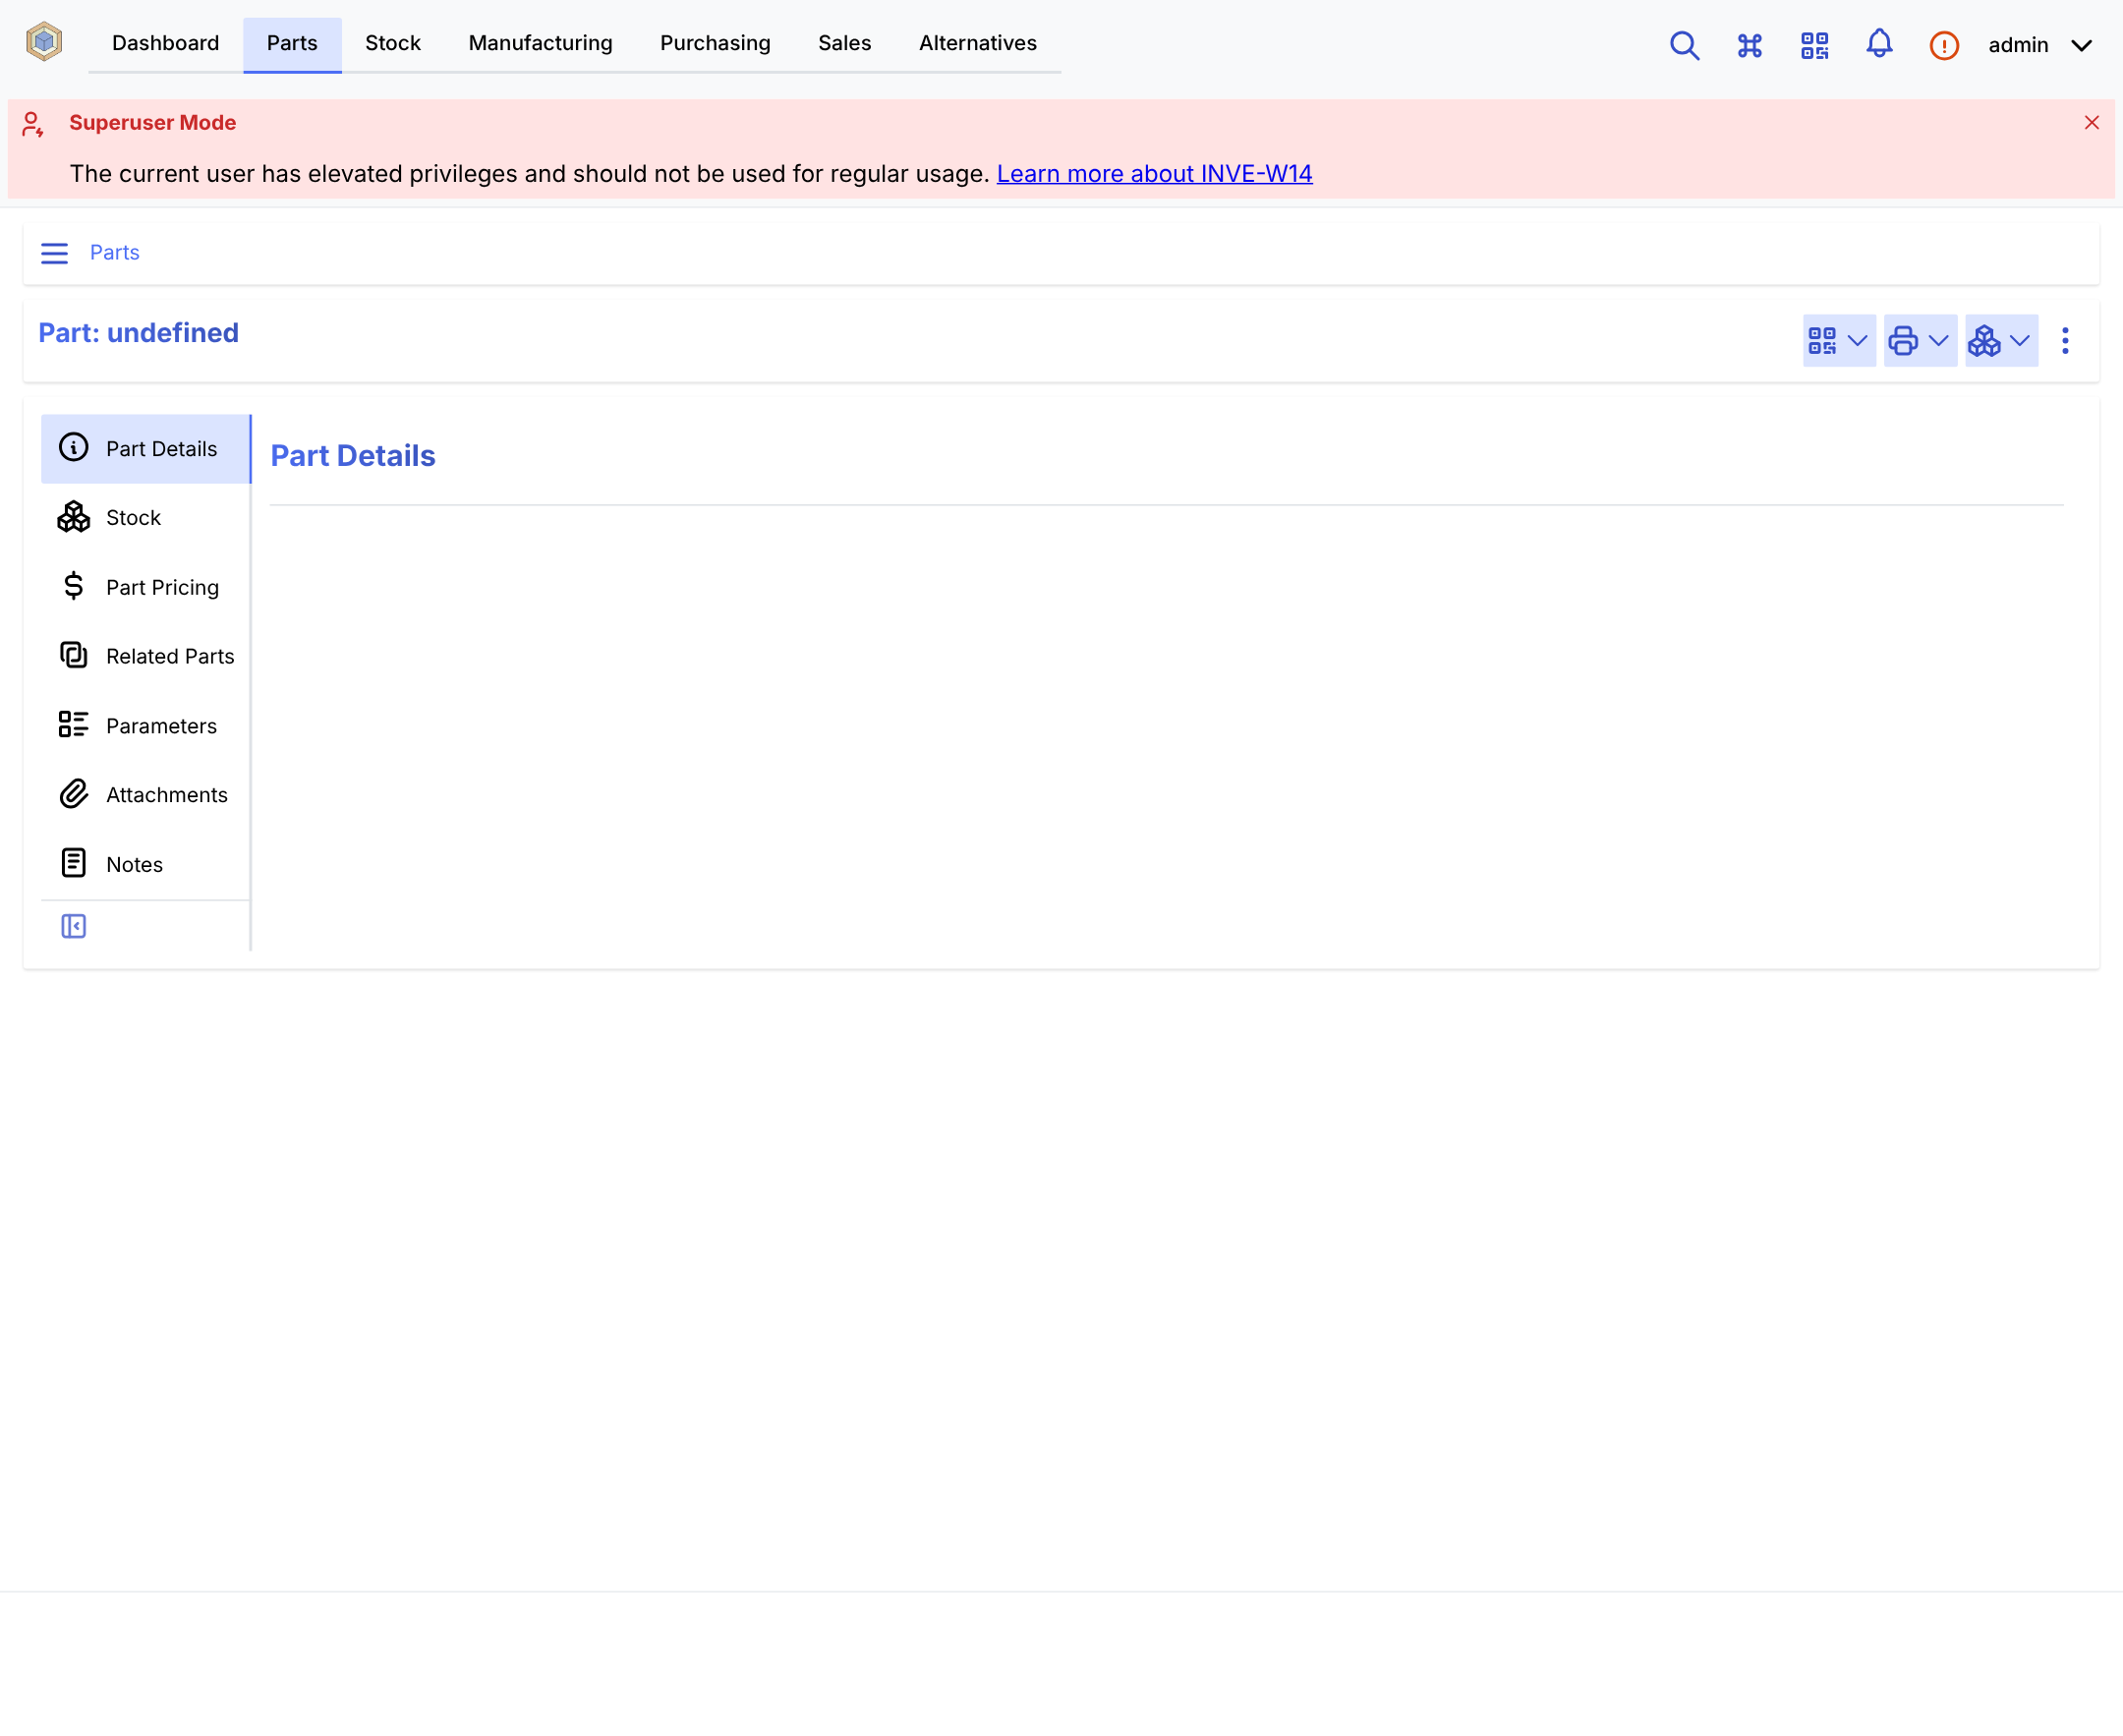 Dashboard Parts Stock Manufacturing Purchasing Sales Alternatives admin
Superuser Mode
The current user has elevated privileges and should not be used for regular usage. Learn more about INVE-W14
Parts
Part: undefined
Part Details
Stock
Part Pricing
Related Parts
Parameters
Attachments
Notes
Part Details